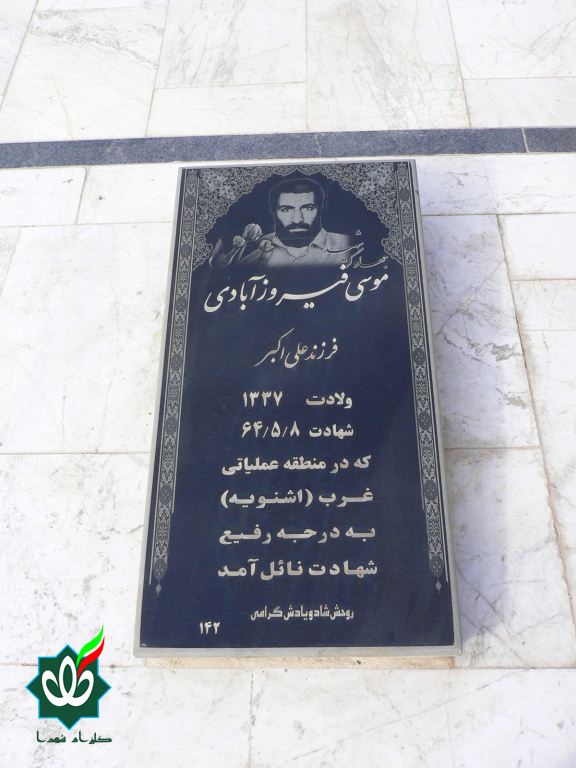 شهید
جهادگر
موسی فیروزآبادی
فرزند علی اکبر
ولادت ۱۳۳۷
شهادت ۶۴/۵/۸
که در منطقه عملیاتی
غرب (اشنویه)
به درجه رفیع
شهادت نائل آمد
روحش شاد و یادش گرامی
۱۴۲
گلزار شهدا